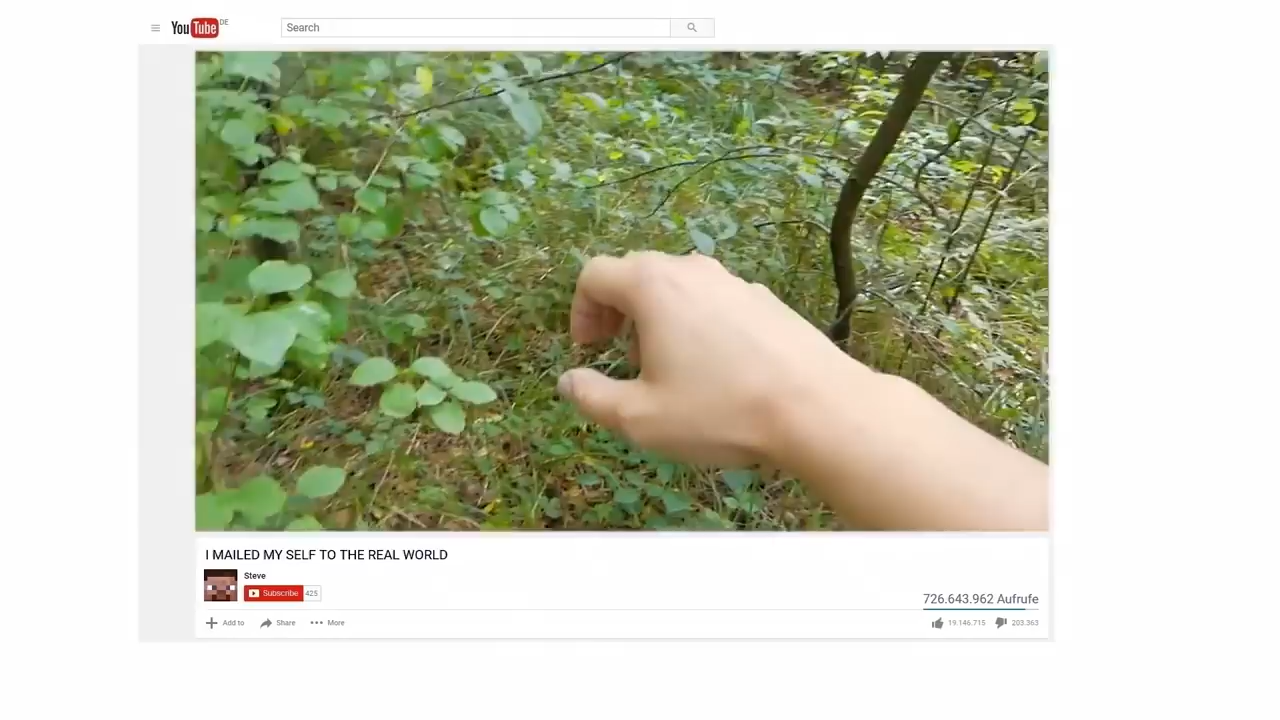 YouTube DE
Search
I MAILED MY SELF TO THE REAL WORLD
Steve
Subscribe 425
726.643.962 Aufrufe
Add to Share More
19.146.715 203.363